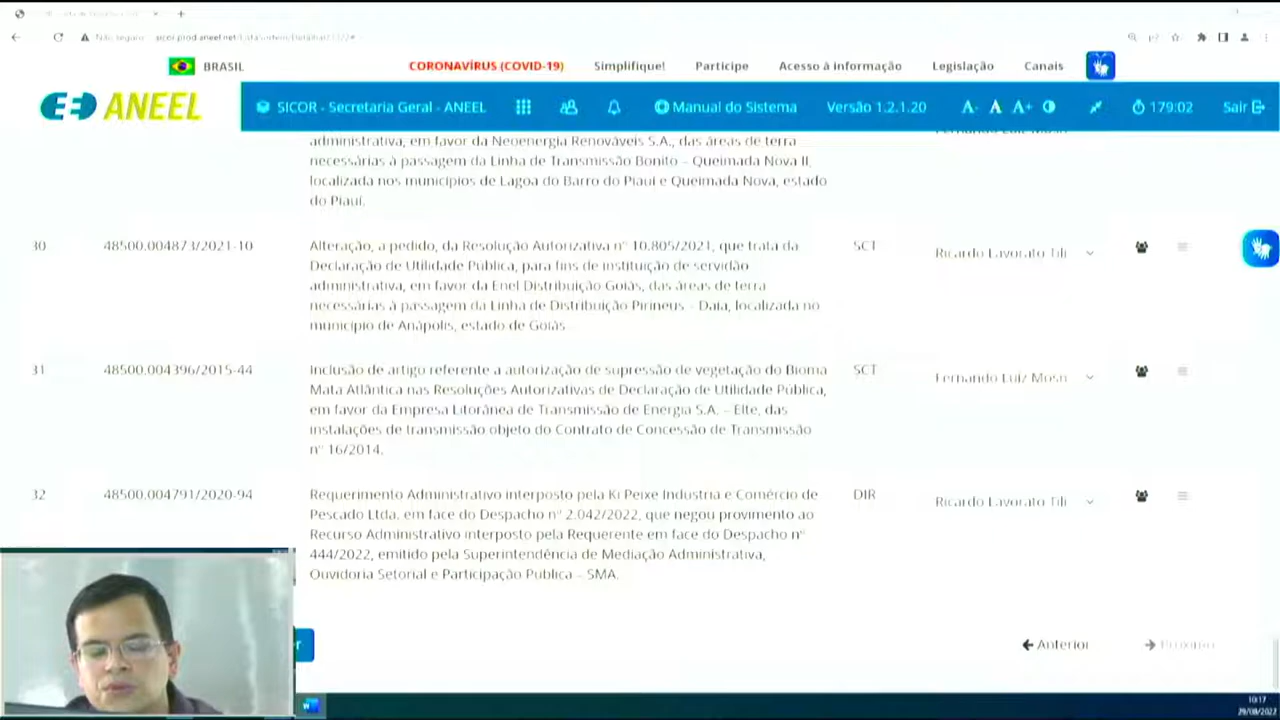 Não seguro
sicor.prod.aneel.net/
BRASIL
CORONAVÍRUS (COVID-19)
Simplifique!
Participe
Acesso à informação
Legislação
Canais
ANEEL
SICOR - Secretaria Geral - ANEEL
Manual do Sistema
Versão 1.2.1.20
A-
A
A+
179:02
Sair
administrativa, em favor da Neoenergia Renováveis S.A., das áreas de terra
necessárias à passagem da Linha de Transmissão Bonito – Queimada Nova II,
localizada nos municípios de Lagoa do Barro do Piauí e Queimada Nova, estado
do Piauí.
30
48500.004873/2021-10
Alteração, a pedido, da Resolução Autorizativa nº 10.805/2021, que trata da
Declaração de Utilidade Pública, para fins de instituição de servidão
administrativa, em favor da Enel Distribuição Goiás, das áreas de terra
necessárias à passagem da Linha de Distribuição Pirineus – Daia, localizada no
município de Anápolis, estado de Goiás.
SCT
Ricardo Lavorato Tili
31
48500.004396/2015-44
Inclusão de artigo referente a autorização de supressão de vegetação do Bioma
Mata Atlântica nas Resoluções Autorizativas de Declaração de Utilidade Pública,
em favor da Empresa Litorânea de Transmissão de Energia S.A. – Elte, das
instalações de transmissão objeto do Contrato de Concessão de Transmissão
nº 16/2014.
SCT
Fernando Luiz Mosn
32
48500.004791/2020-94
Requerimento Administrativo interposto pela Ki Peixe Industria e Comércio de
Pescado Ltda. em face do Despacho nº 2.042/2022, que negou provimento ao
Recurso Administrativo interposto pela Requerente em face do Despacho nº
444/2022, emitido pela Superintendência de Mediação Administrativa,
Ouvidoria Setorial e Participação Pública – SMA.
DIR
Ricardo Lavorato Tili
Anterior
Próximo
10:17
29/08/2022